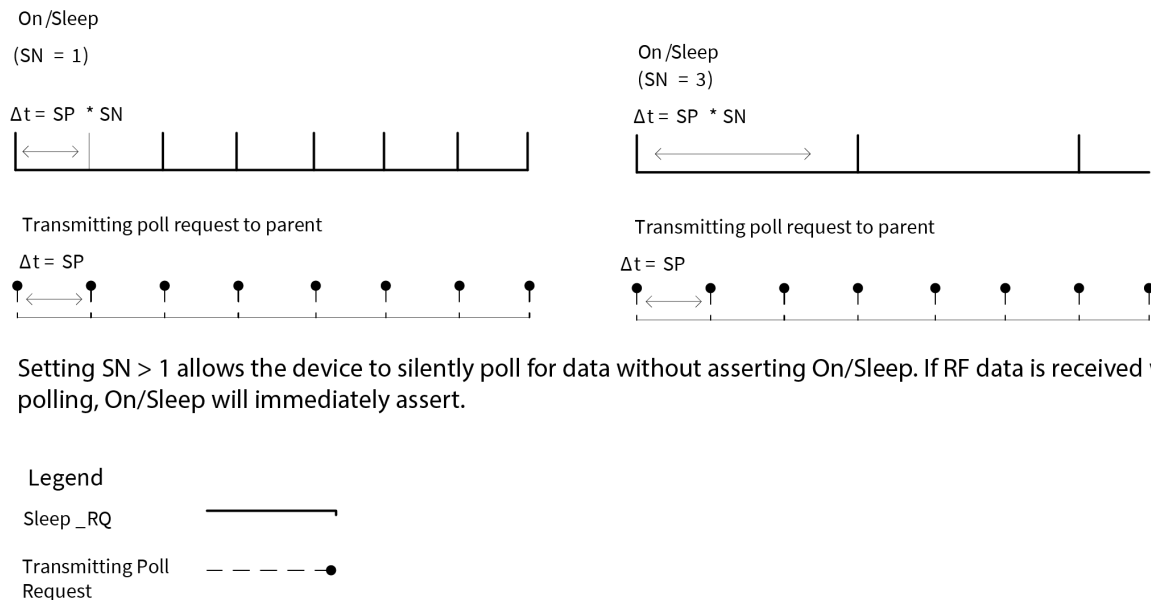 On/Sleep
(SN = 1)
Δt = SP * SN
Transmitting poll request to parent
Δt = SP
On/Sleep
(SN = 3)
Δt = SP * SN
Transmitting poll request to parent
Δt = SP
Setting SN > 1 allows the device to silently poll for data without asserting On/Sleep. If RF data is received
polling, On/Sleep will immediately assert.
Legend
Sleep _RQ
Transmitting Poll
Request